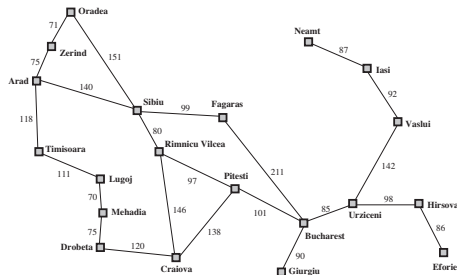 Oradea
71
Neamt
Zerind
87
75
151
Iasi
Arad
140
92
Sibiu
99
Fagaras
118
Vaslui
80
Rimnicu Vilcea
Timisoara
142
111
Lugoj
97
Pitesti
211
70
98
Hirsova
Mehadia
146
101
85
Urziceni
75
138
86
Bucharest
Drobeta
120
90
Craiova
Eforie
Giurgiu